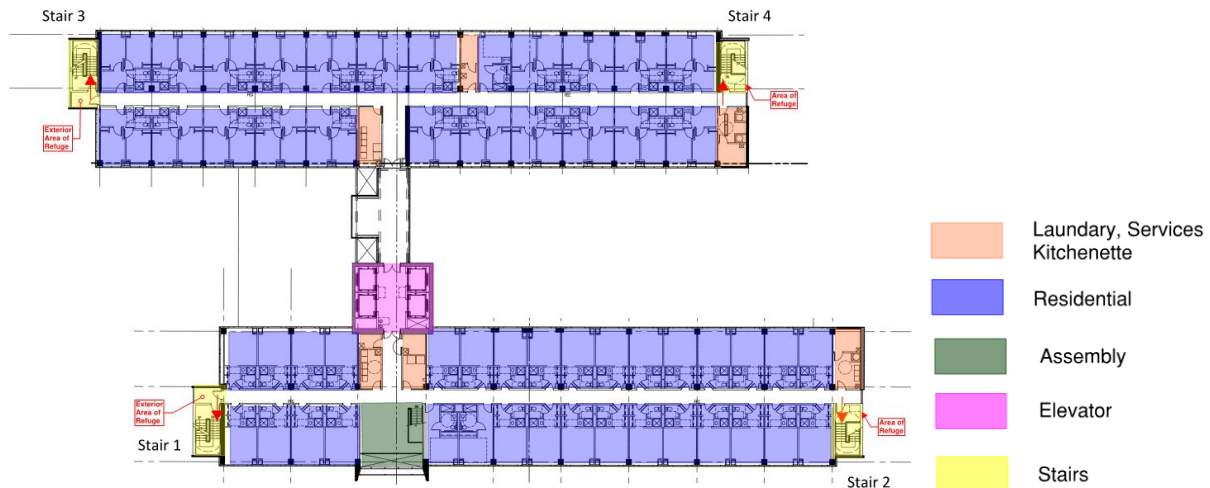 Stair 3
Stair 4
Area of
Refuge
Exterior
Area of
Refuge
Laundary, Services
Kitchenette
Residential
Assembly
Exterior
Area of
Refuge
Elevator
Area of
Refuge
Stair 1
Stairs
Stair 2